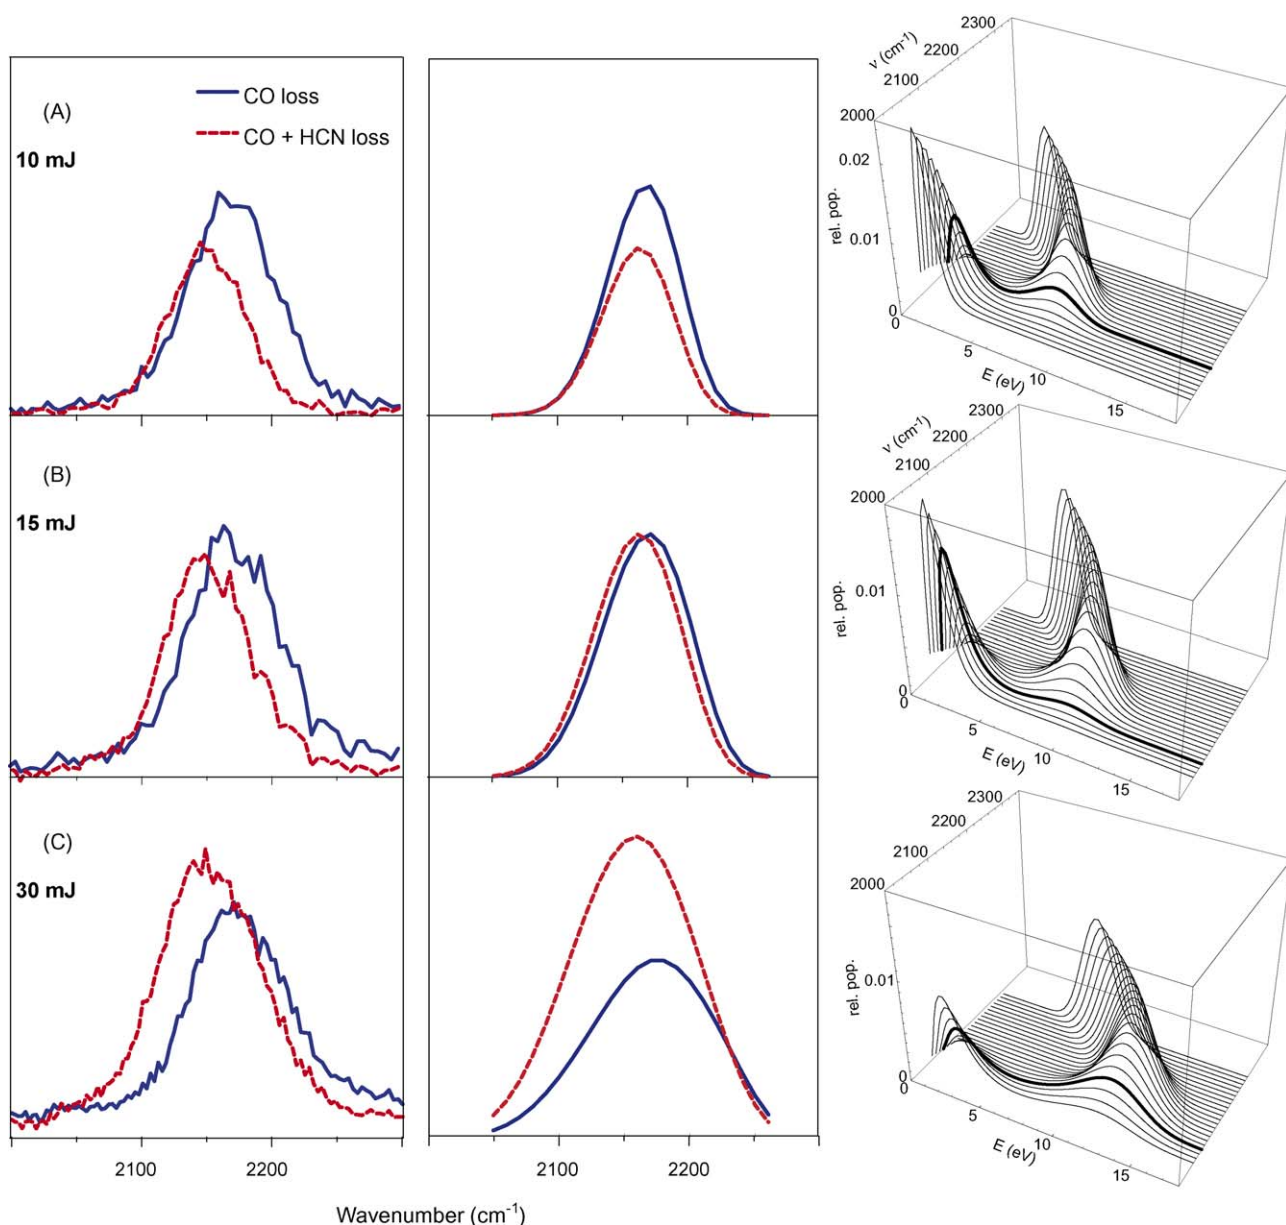 (A)
10 mJ
CO loss
CO + HCN loss
ν (cm-1)
2300
2200
2100
2000
0.02
0.01
0
rel. pop.
0
5
10
15
E (eV)
(B)
15 mJ
ν (cm-1)
2300
2200
2100
2000
0.01
0
rel. pop.
0
5
10
15
E (eV)
(C)
30 mJ
ν (cm-1)
2300
2200
2100
2000
0.01
0
rel. pop.
0
5
10
15
E (eV)
2100
2200
2100
2200
Wavenumber (cm-1)